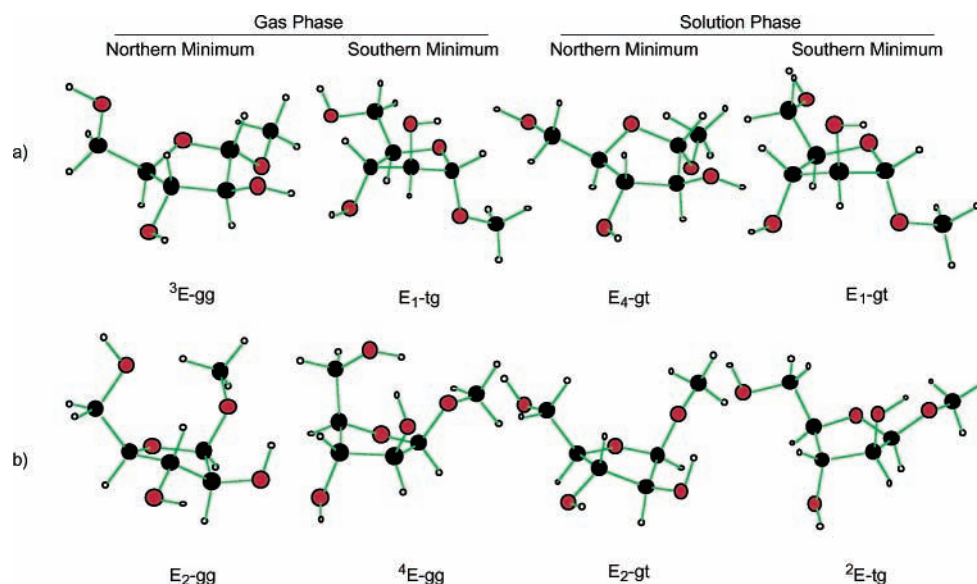 Gas Phase Solution Phase
Northern Minimum Southern Minimum Northern Minimum Southern Minimum
a)
³E-gg E₁-tg E₄-gt E₁-gt
b)
E₂-gg ⁴E-gg E₂-gt ²E-tg